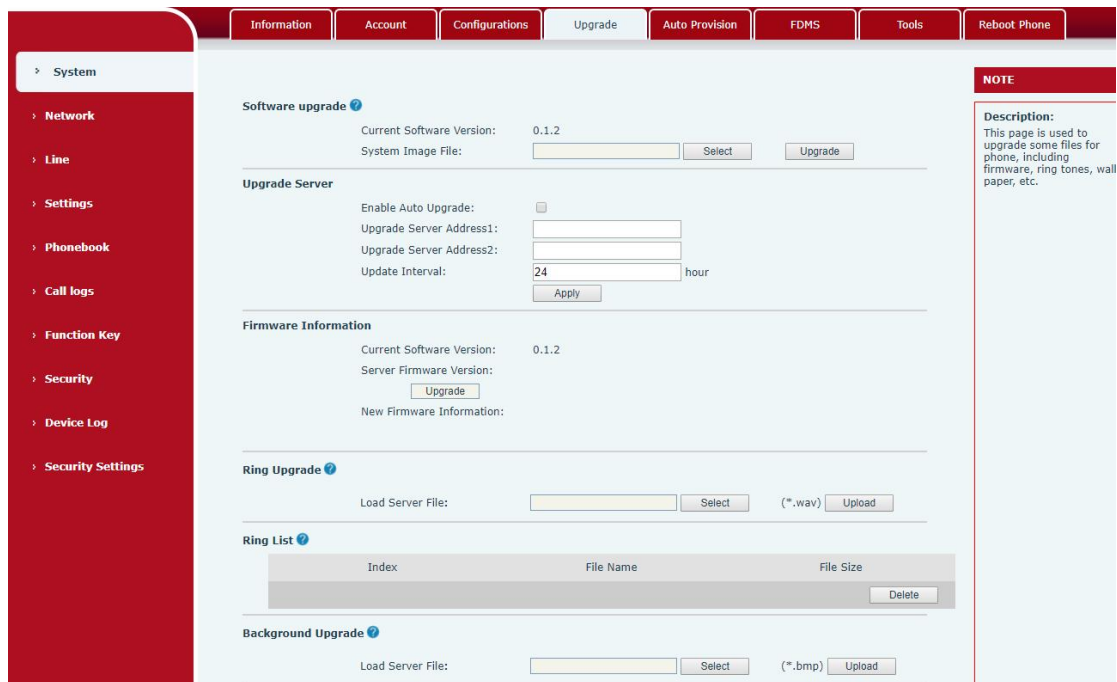 Information Account Configurations Upgrade Auto Provision FDMS Tools Reboot Phone
› System
› Network
› Line
› Settings
› Phonebook
› Call logs
› Function Key
› Security
› Device Log
› Security Settings
Software upgrade ?
Current Software Version: 0.1.2
System Image File: Select Upgrade
Upgrade Server
Enable Auto Upgrade:
Upgrade Server Address1:
Upgrade Server Address2:
Update Interval: 24 hour
Apply
Firmware Information
Current Software Version: 0.1.2
Server Firmware Version:
Upgrade
New Firmware Information:
Ring Upgrade ?
Load Server File: Select (*.wav) Upload
Ring List ?
Index File Name File Size
Delete
Background Upgrade ?
Load Server File: Select (*.bmp) Upload
NOTE
Description:
This page is used to
upgrade some files for
phone, including
firmware, ring tones, wall
paper, etc.